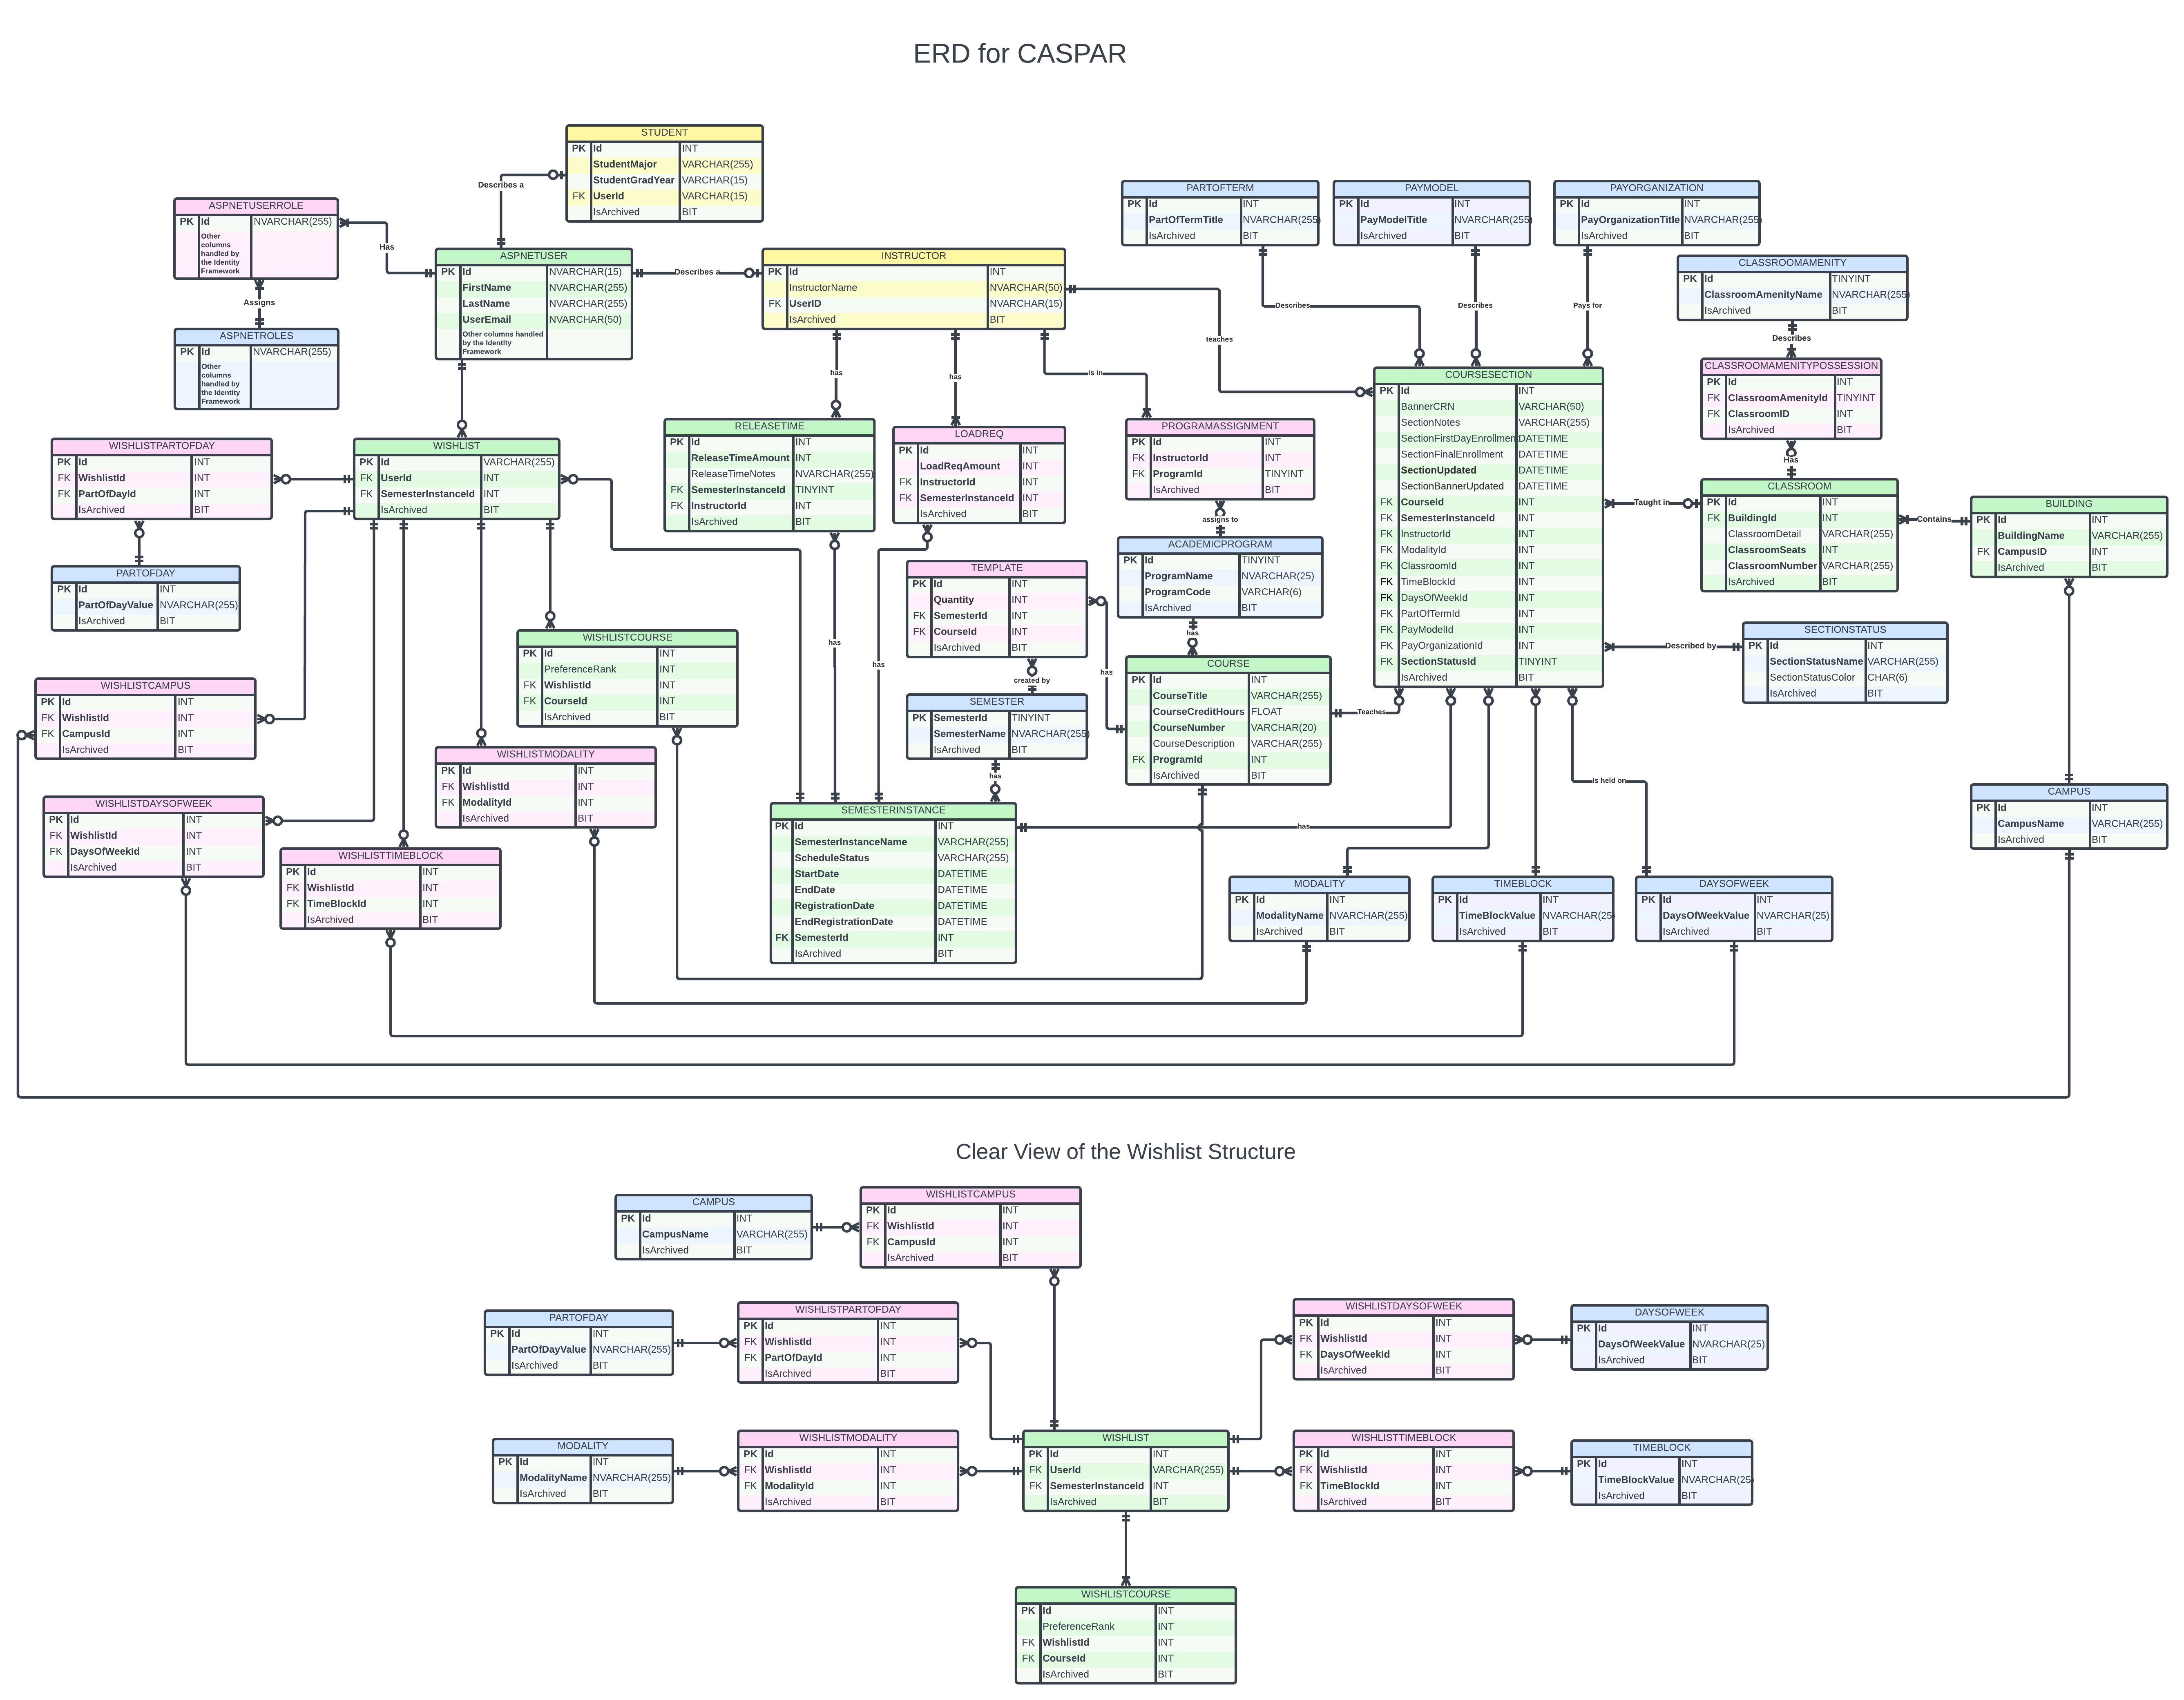 ERD for CASPAR
STUDENT
PK Id INT
StudentMajor VARCHAR(255)
StudentGradYear VARCHAR(15)
FK UserId VARCHAR(15)
IsArchived BIT
Describes a
ASPNETUSERROLE
PK Id NVARCHAR(255)
Other
columns
handled by
the Identity
Framework
Has
Assigns
ASPNETROLES
PK Id NVARCHAR(255)
Other
columns
handled by
the Identity
Framework
ASPNETUSER
PK Id NVARCHAR(15)
FirstName NVARCHAR(255)
LastName NVARCHAR(255)
UserEmail NVARCHAR(50)
Other columns handled
by the Identity
Framework
Describes a
INSTRUCTOR
PK Id INT
InstructorName NVARCHAR(50)
FK UserID NVARCHAR(15)
IsArchived BIT
PARTOFTERM
PK Id INT
PartOfTermTitle NVARCHAR(255)
IsArchived BIT
PAYMODEL
PK Id INT
PayModelTitle NVARCHAR(255)
IsArchived BIT
PAYORGANIZATION
PK Id INT
PayOrganizationTitle NVARCHAR(255)
IsArchived BIT
CLASSROOMAMENITY
PK Id TINYINT
ClassroomAmenityName NVARCHAR(255)
IsArchived BIT
Describes
Describes
Pays for
teaches
Describes
has
has
is in
CLASSROOMAMENITYPOSSESSION
PK Id INT
FK ClassroomAmenityId TINYINT
FK ClassroomID INT
IsArchived BIT
Has
COURSESECTION
PK Id INT
BannerCRN VARCHAR(50)
SectionNotes VARCHAR(255)
SectionFirstDayEnrollment DATETIME
SectionFinalEnrollment DATETIME
SectionUpdated DATETIME
SectionBannerUpdated DATETIME
FK CourseId INT
FK SemesterInstanceId INT
FK InstructorId INT
FK ModalityId INT
FK ClassroomId INT
FK TimeBlockId INT
FK DaysOfWeekId INT
FK PartOfTermId INT
FK PayModelId INT
FK PayOrganizationId INT
FK SectionStatusId TINYINT
IsArchived BIT
Taught in
CLASSROOM
PK Id INT
FK BuildingId INT
ClassroomDetail VARCHAR(255)
ClassroomSeats INT
ClassroomNumber VARCHAR(255)
IsArchived BIT
Contains
BUILDING
PK Id INT
BuildingName VARCHAR(255)
FK CampusID INT
IsArchived BIT
Described by
SECTIONSTATUS
PK Id INT
SectionStatusName VARCHAR(255)
SectionStatusColor CHAR(6)
IsArchived BIT
WISHLISTPARTOFDAY
PK Id INT
FK WishlistId INT
FK PartOfDayId INT
IsArchived BIT
WISHLIST
PK Id VARCHAR(255)
FK UserId INT
FK SemesterInstanceId INT
IsArchived BIT
RELEASETIME
PK Id INT
ReleaseTimeAmount INT
ReleaseTimeNotes NVARCHAR(255)
FK SemesterInstanceId TINYINT
FK InstructorId INT
IsArchived BIT
LOADREQ
PK Id INT
LoadReqAmount INT
FK InstructorId INT
FK SemesterInstanceId INT
IsArchived BIT
PROGRAMASSIGNMENT
PK Id INT
FK InstructorId INT
FK ProgramId TINYINT
IsArchived BIT
assigns to
ACADEMICPROGRAM
PK Id TINYINT
ProgramName NVARCHAR(25)
ProgramCode VARCHAR(6)
IsArchived BIT
has
PARTOFDAY
PK Id INT
PartOfDayValue NVARCHAR(255)
IsArchived BIT
TEMPLATE
PK Id INT
Quantity INT
FK SemesterId INT
FK CourseId INT
IsArchived BIT
created by
has
has
has
WISHLISTCOURSE
PK Id INT
PreferenceRank INT
FK WishlistId INT
FK CourseId INT
IsArchived BIT
COURSE
PK Id INT
CourseTitle VARCHAR(255)
CourseCreditHours FLOAT
CourseNumber VARCHAR(20)
CourseDescription VARCHAR(255)
FK ProgramId INT
IsArchived BIT
Teaches
WISHLISTCAMPUS
PK Id INT
FK WishlistId INT
FK CampusId INT
IsArchived BIT
SEMESTER
PK SemesterId TINYINT
SemesterName NVARCHAR(255)
IsArchived BIT
has
WISHLISTMODALITY
PK Id INT
FK WishlistId INT
FK ModalityId INT
IsArchived BIT
Is held on
CAMPUS
PK Id INT
CampusName VARCHAR(255)
IsArchived BIT
WISHLISTDAYSOFWEEK
PK Id INT
FK WishlistId INT
FK DaysOfWeekId INT
IsArchived BIT
SEMESTERINSTANCE
PK Id INT
SemesterInstanceName VARCHAR(255)
ScheduleStatus VARCHAR(255)
StartDate DATETIME
EndDate DATETIME
RegistrationDate DATETIME
EndRegistrationDate DATETIME
FK SemesterId INT
IsArchived BIT
has
WISHLISTTIMEBLOCK
PK Id INT
FK WishlistId INT
FK TimeBlockId INT
IsArchived BIT
MODALITY
PK Id INT
ModalityName NVARCHAR(255)
IsArchived BIT
TIMEBLOCK
PK Id INT
TimeBlockValue NVARCHAR(25)
IsArchived BIT
DAYSOFWEEK
PK Id INT
DaysOfWeekValue NVARCHAR(25)
IsArchived BIT
Clear View of the Wishlist Structure
CAMPUS
PK Id INT
CampusName VARCHAR(255)
IsArchived BIT
WISHLISTCAMPUS
PK Id INT
FK WishlistId INT
FK CampusId INT
IsArchived BIT
PARTOFDAY
PK Id INT
PartOfDayValue NVARCHAR(255)
IsArchived BIT
WISHLISTPARTOFDAY
PK Id INT
FK WishlistId INT
FK PartOfDayId INT
IsArchived BIT
WISHLISTDAYSOFWEEK
PK Id INT
FK WishlistId INT
FK DaysOfWeekId INT
IsArchived BIT
DAYSOFWEEK
PK Id INT
DaysOfWeekValue NVARCHAR(25)
IsArchived BIT
MODALITY
PK Id INT
ModalityName NVARCHAR(255)
IsArchived BIT
WISHLISTMODALITY
PK Id INT
FK WishlistId INT
FK ModalityId INT
IsArchived BIT
WISHLIST
PK Id INT
FK UserId VARCHAR(255)
FK SemesterInstanceId INT
IsArchived BIT
WISHLISTTIMEBLOCK
PK Id INT
FK WishlistId INT
FK TimeBlockId INT
IsArchived BIT
TIMEBLOCK
PK Id INT
TimeBlockValue NVARCHAR(25)
IsArchived BIT
WISHLISTCOURSE
PK Id INT
PreferenceRank INT
FK WishlistId INT
FK CourseId INT
IsArchived BIT